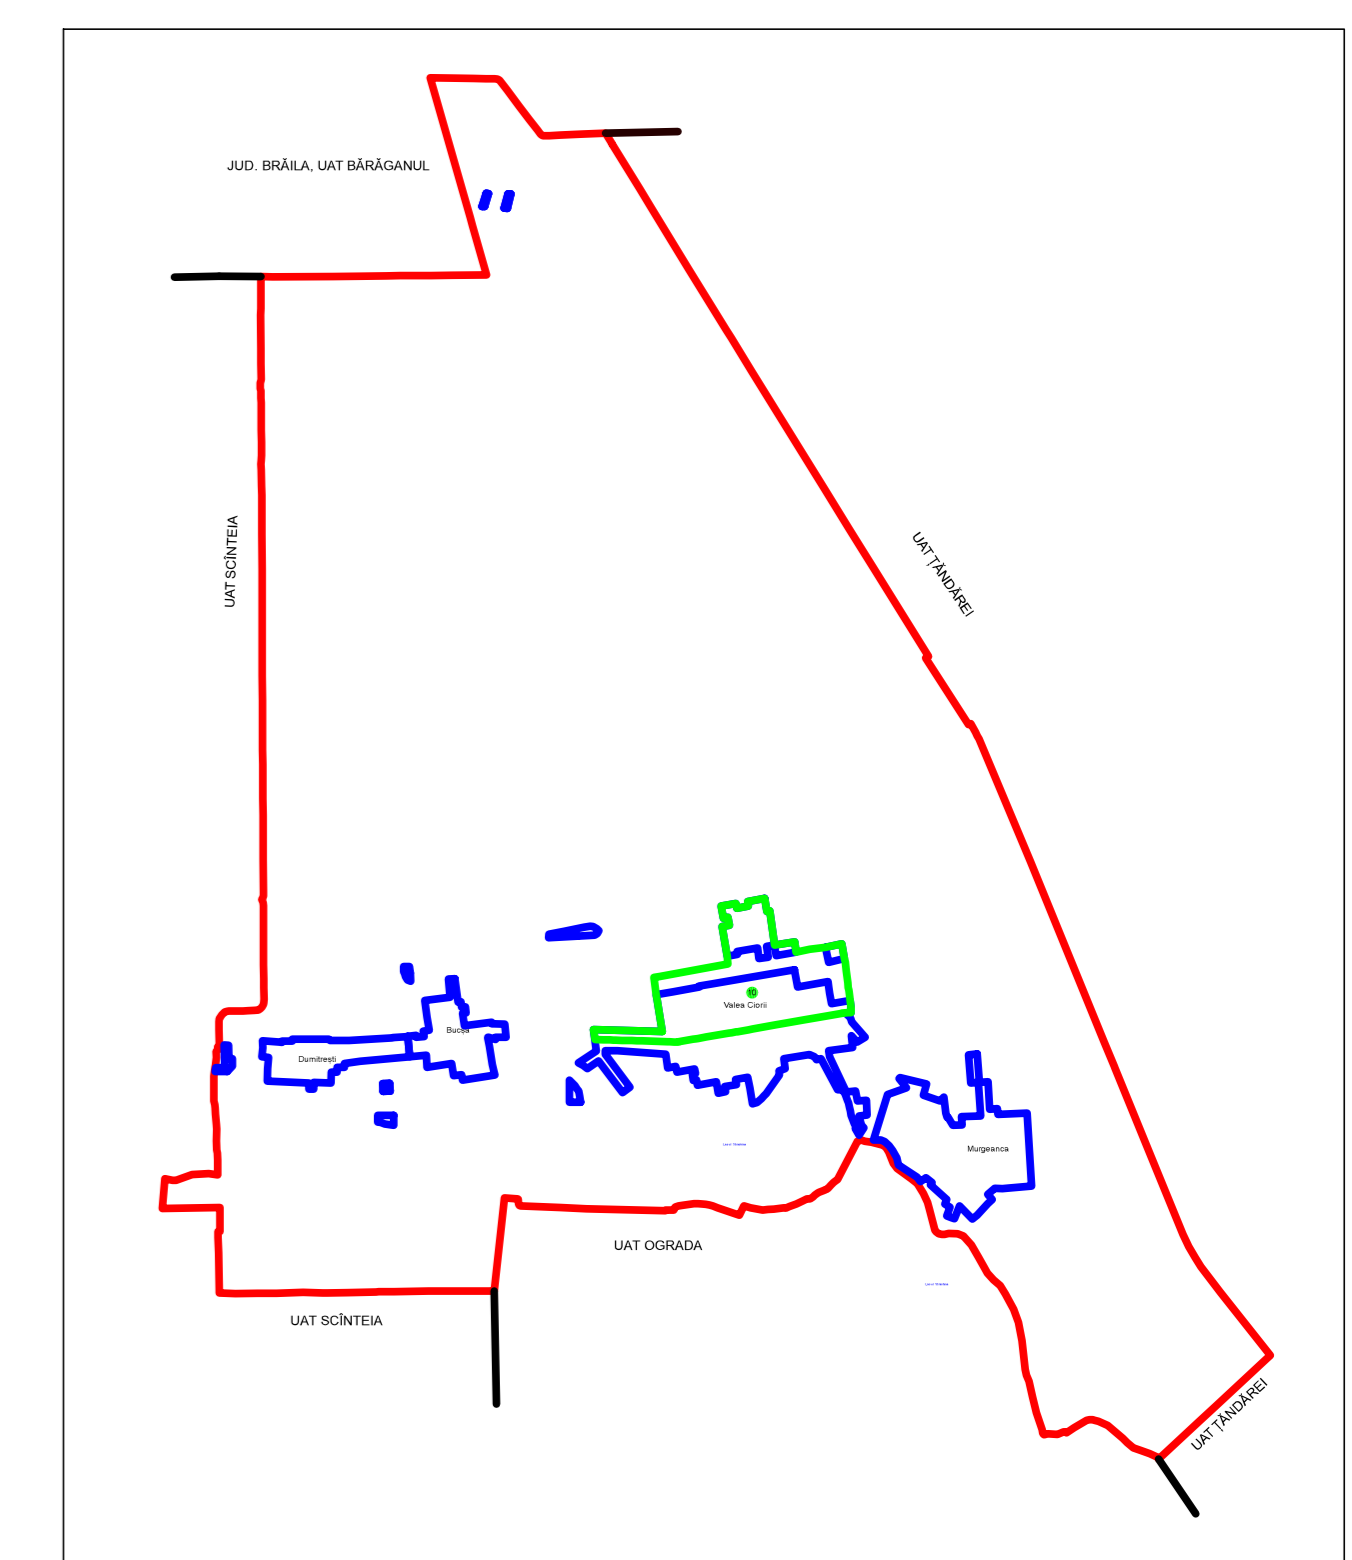 JUD. BRĂILA, UAT BĂRĂGANUL
UAT SCÎNTEIA
UAT ȚĂNDĂREI
10
Valea Ciorii
Bucșa
Dumitrești
Murgeanca
UAT OGRADA
UAT SCÎNTEIA
UAT ȚĂNDĂREI